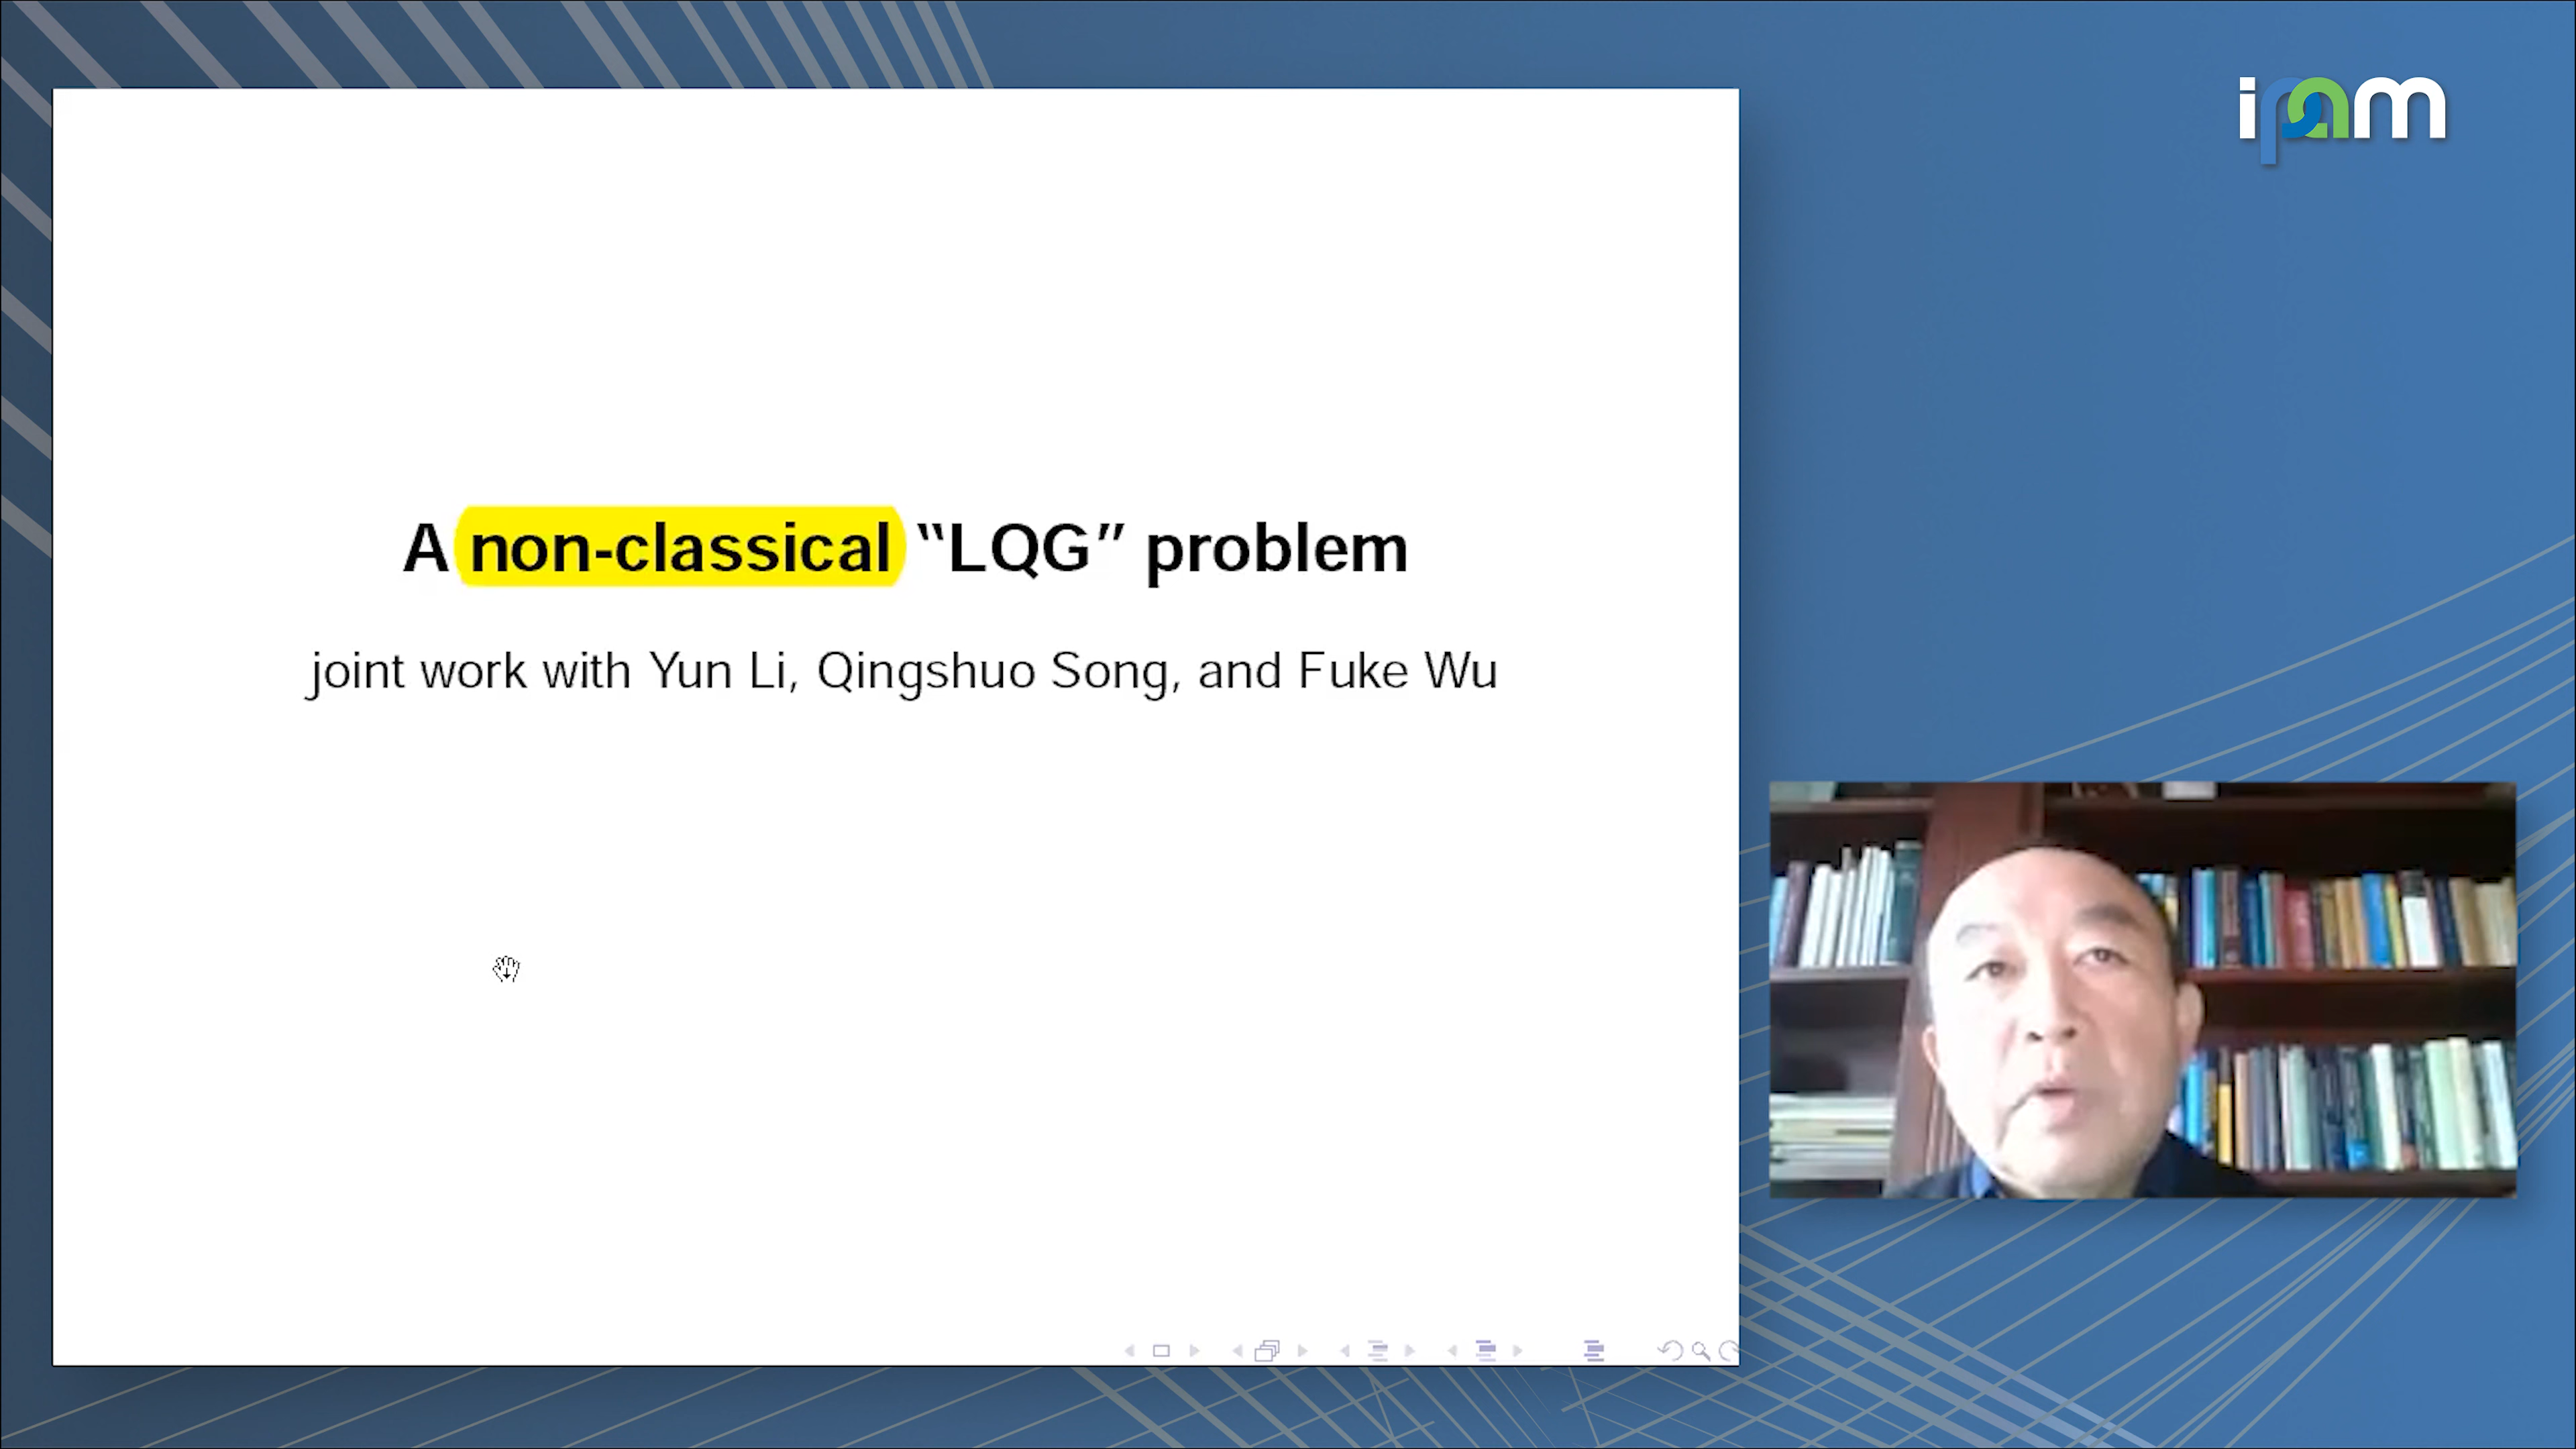 ipam
A non-classical “LQG” problem
joint work with Yun Li, Qingshuo Song, and Fuke Wu